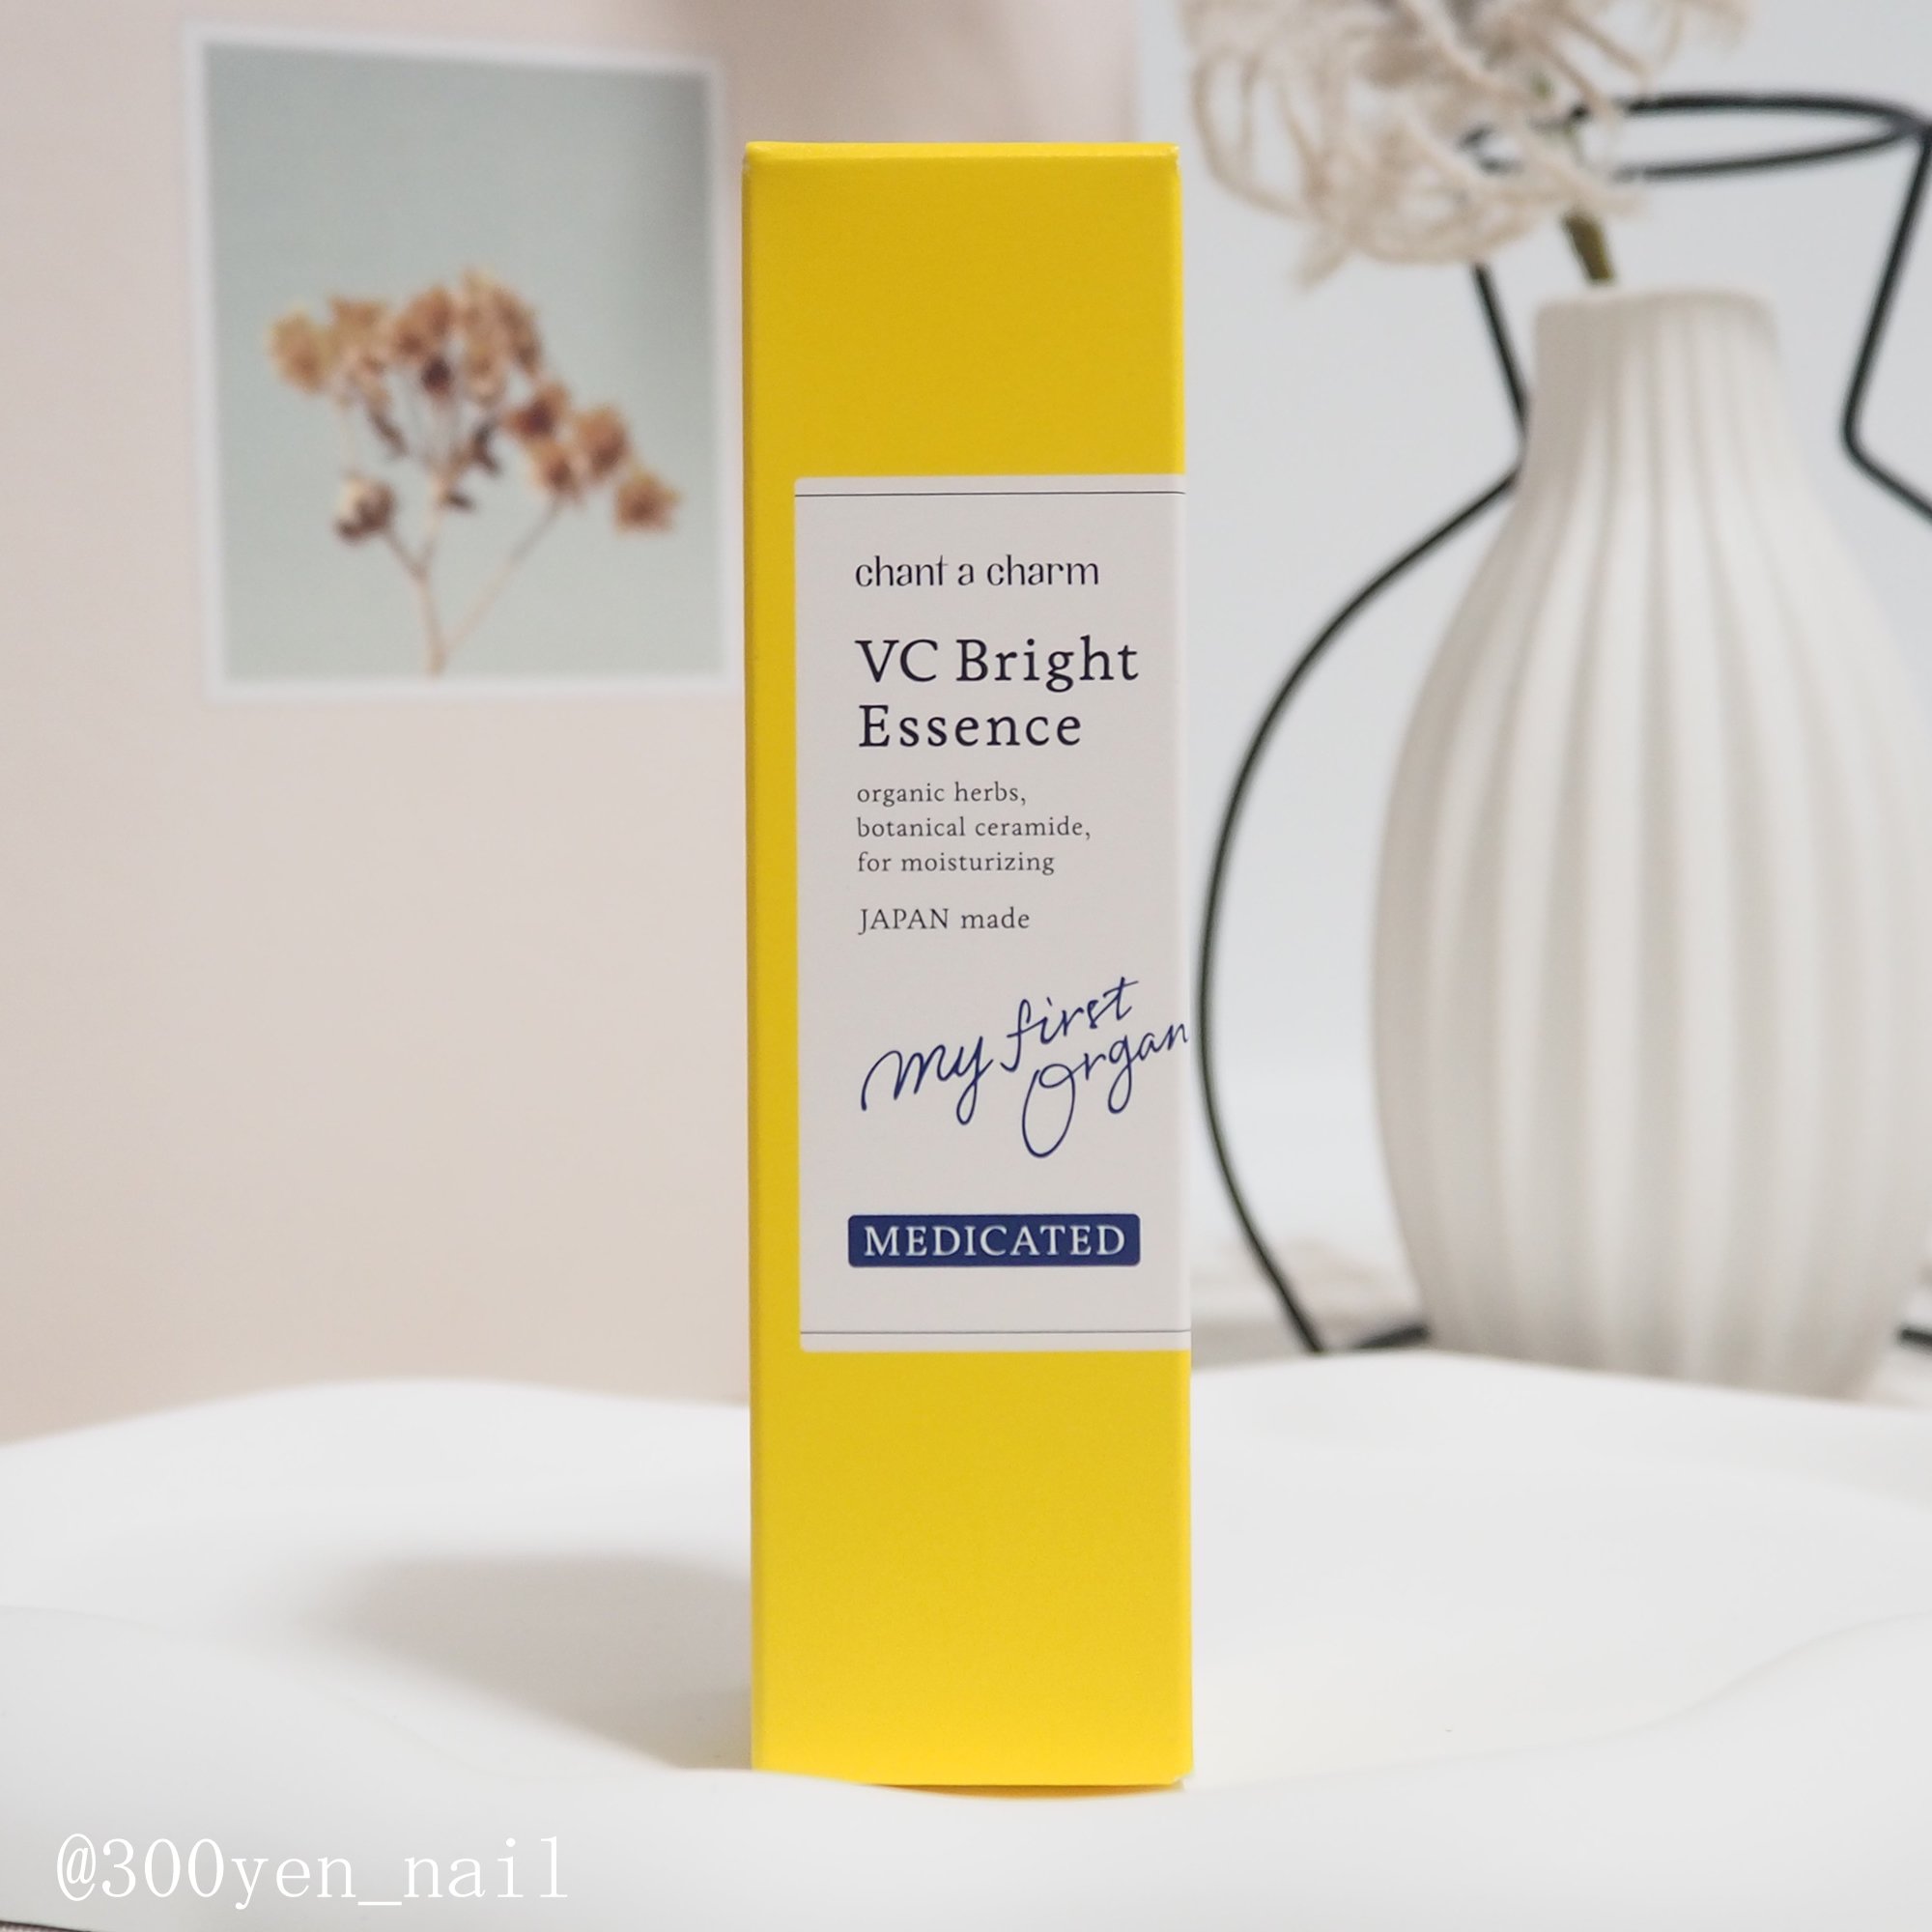 chant a charm
VC Bright
Essence
organic herbs,
botanical ceramide,
for moisturizing
JAPAN made
my first
Organ
MEDICATED
@300yen_nail